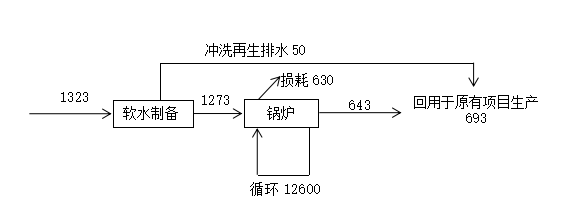 冲洗再生排水 50
损耗 630
1323
1273
643
软水制备
锅炉
回用于原有项目生产
693
循环 12600